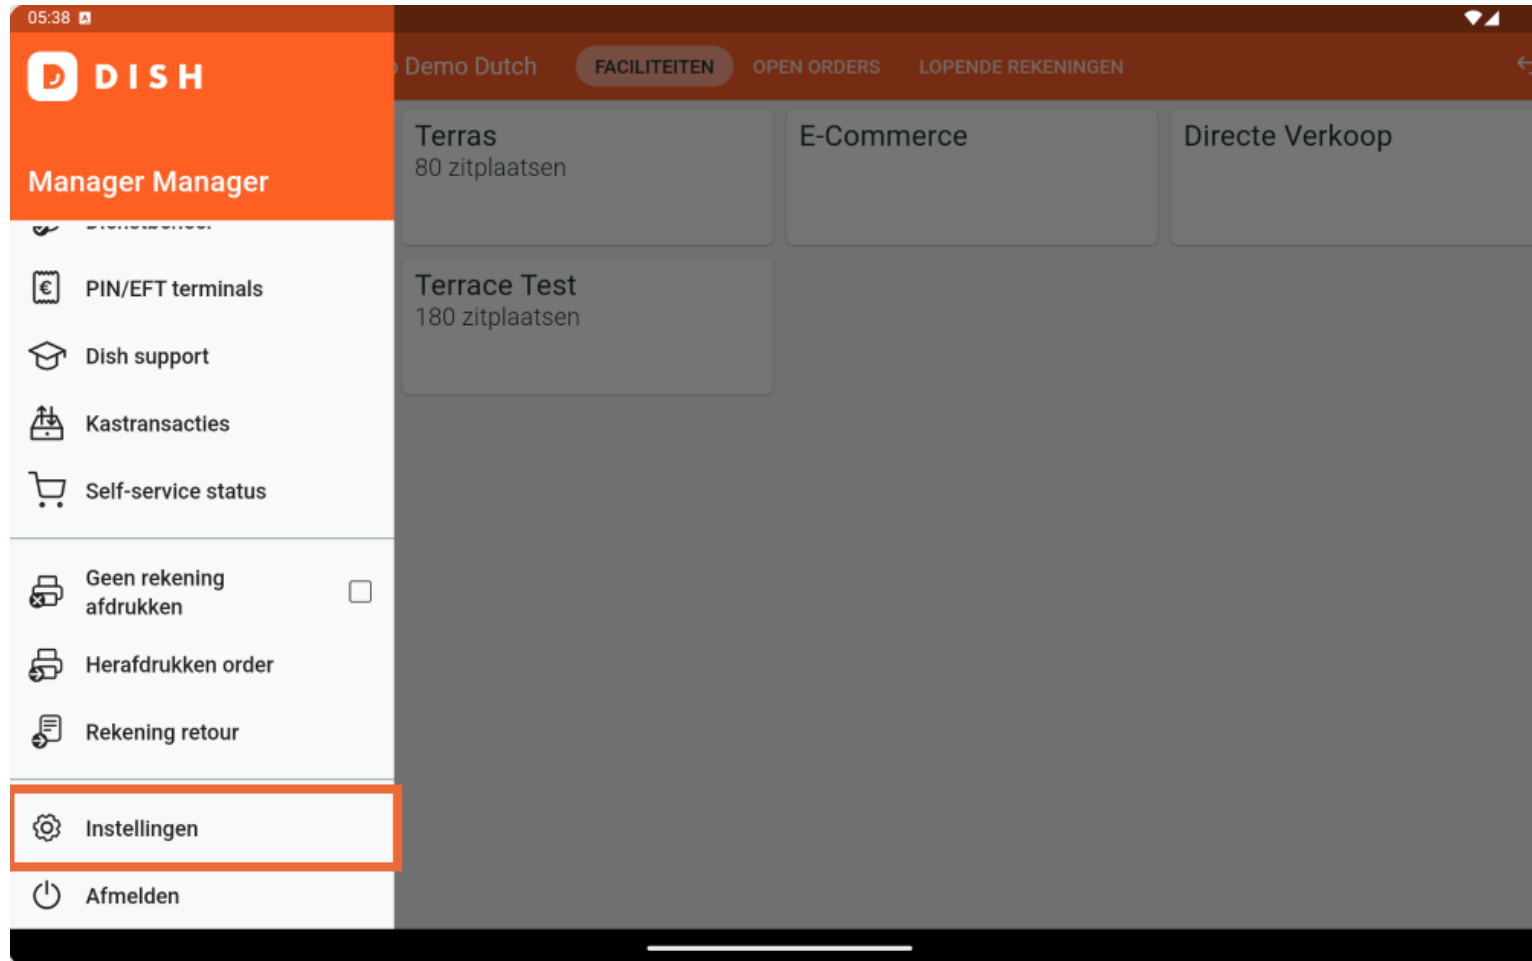 05:38
DISH
Demo Dutch
FACILITEITEN
OPEN ORDERS
LOPENDE REKENINGEN
Manager Manager
PIN/EFT terminals
Dish support
Kastransacties
Self-service status
Geen rekening
afdrukken
Herafdrukken order
Rekening retour
Instellingen
Afmelden
Terras
80 zitplaatsen
E-Commerce
Directe Verkoop
Terrace Test
180 zitplaatsen